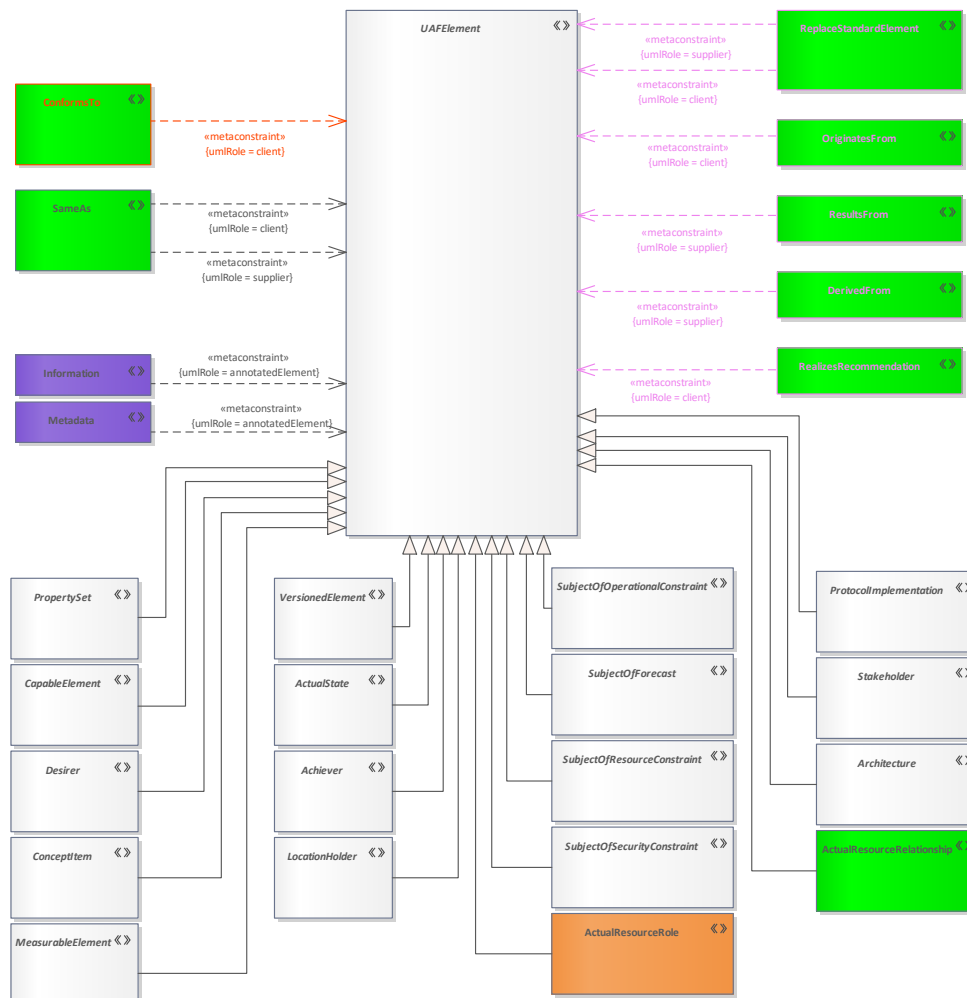 UAFElement
ReplaceStandardElement
«metaconstraint»
{umlRole = supplier}
«metaconstraint»
{umlRole = client}
ConformsTo
«metaconstraint»
{umlRole = client}
OriginatesFrom
«metaconstraint»
{umlRole = client}
SameAs
«metaconstraint»
{umlRole = client}
«metaconstraint»
{umlRole = supplier}
ResultsFrom
«metaconstraint»
{umlRole = supplier}
DerivedFrom
«metaconstraint»
{umlRole = supplier}
Information
«metaconstraint»
{umlRole = annotatedElement}
Metadata
«metaconstraint»
{umlRole = annotatedElement}
RealizesRecommendation
«metaconstraint»
{umlRole = client}
PropertySet
CapableElement
Desirer
ConceptItem
MeasurableElement
VersionedElement
ActualState
Achiever
LocationHolder
SubjectOfOperationalConstraint
SubjectOfForecast
SubjectOfResourceConstraint
SubjectOfSecurityConstraint
ActualResourceRole
ProtocolImplementation
Stakeholder
Architecture
ActualResourceRelationship